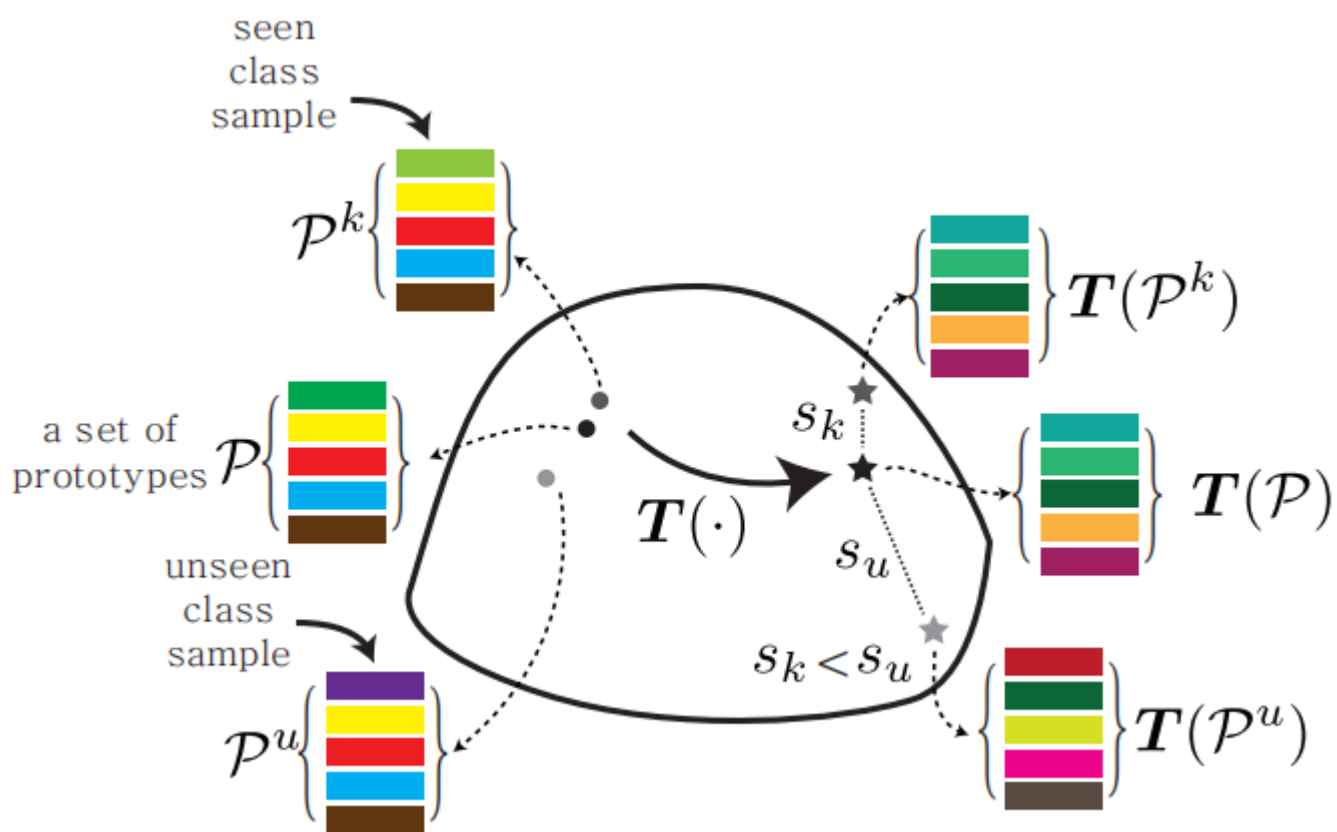 seen
class
sample
𝒫^k
T(𝒫^k)
s_k
a set of
prototypes
𝒫
T(·)
T(𝒫)
s_u
unseen
class
sample
s_k < s_u
𝒫^u
T(𝒫^u)